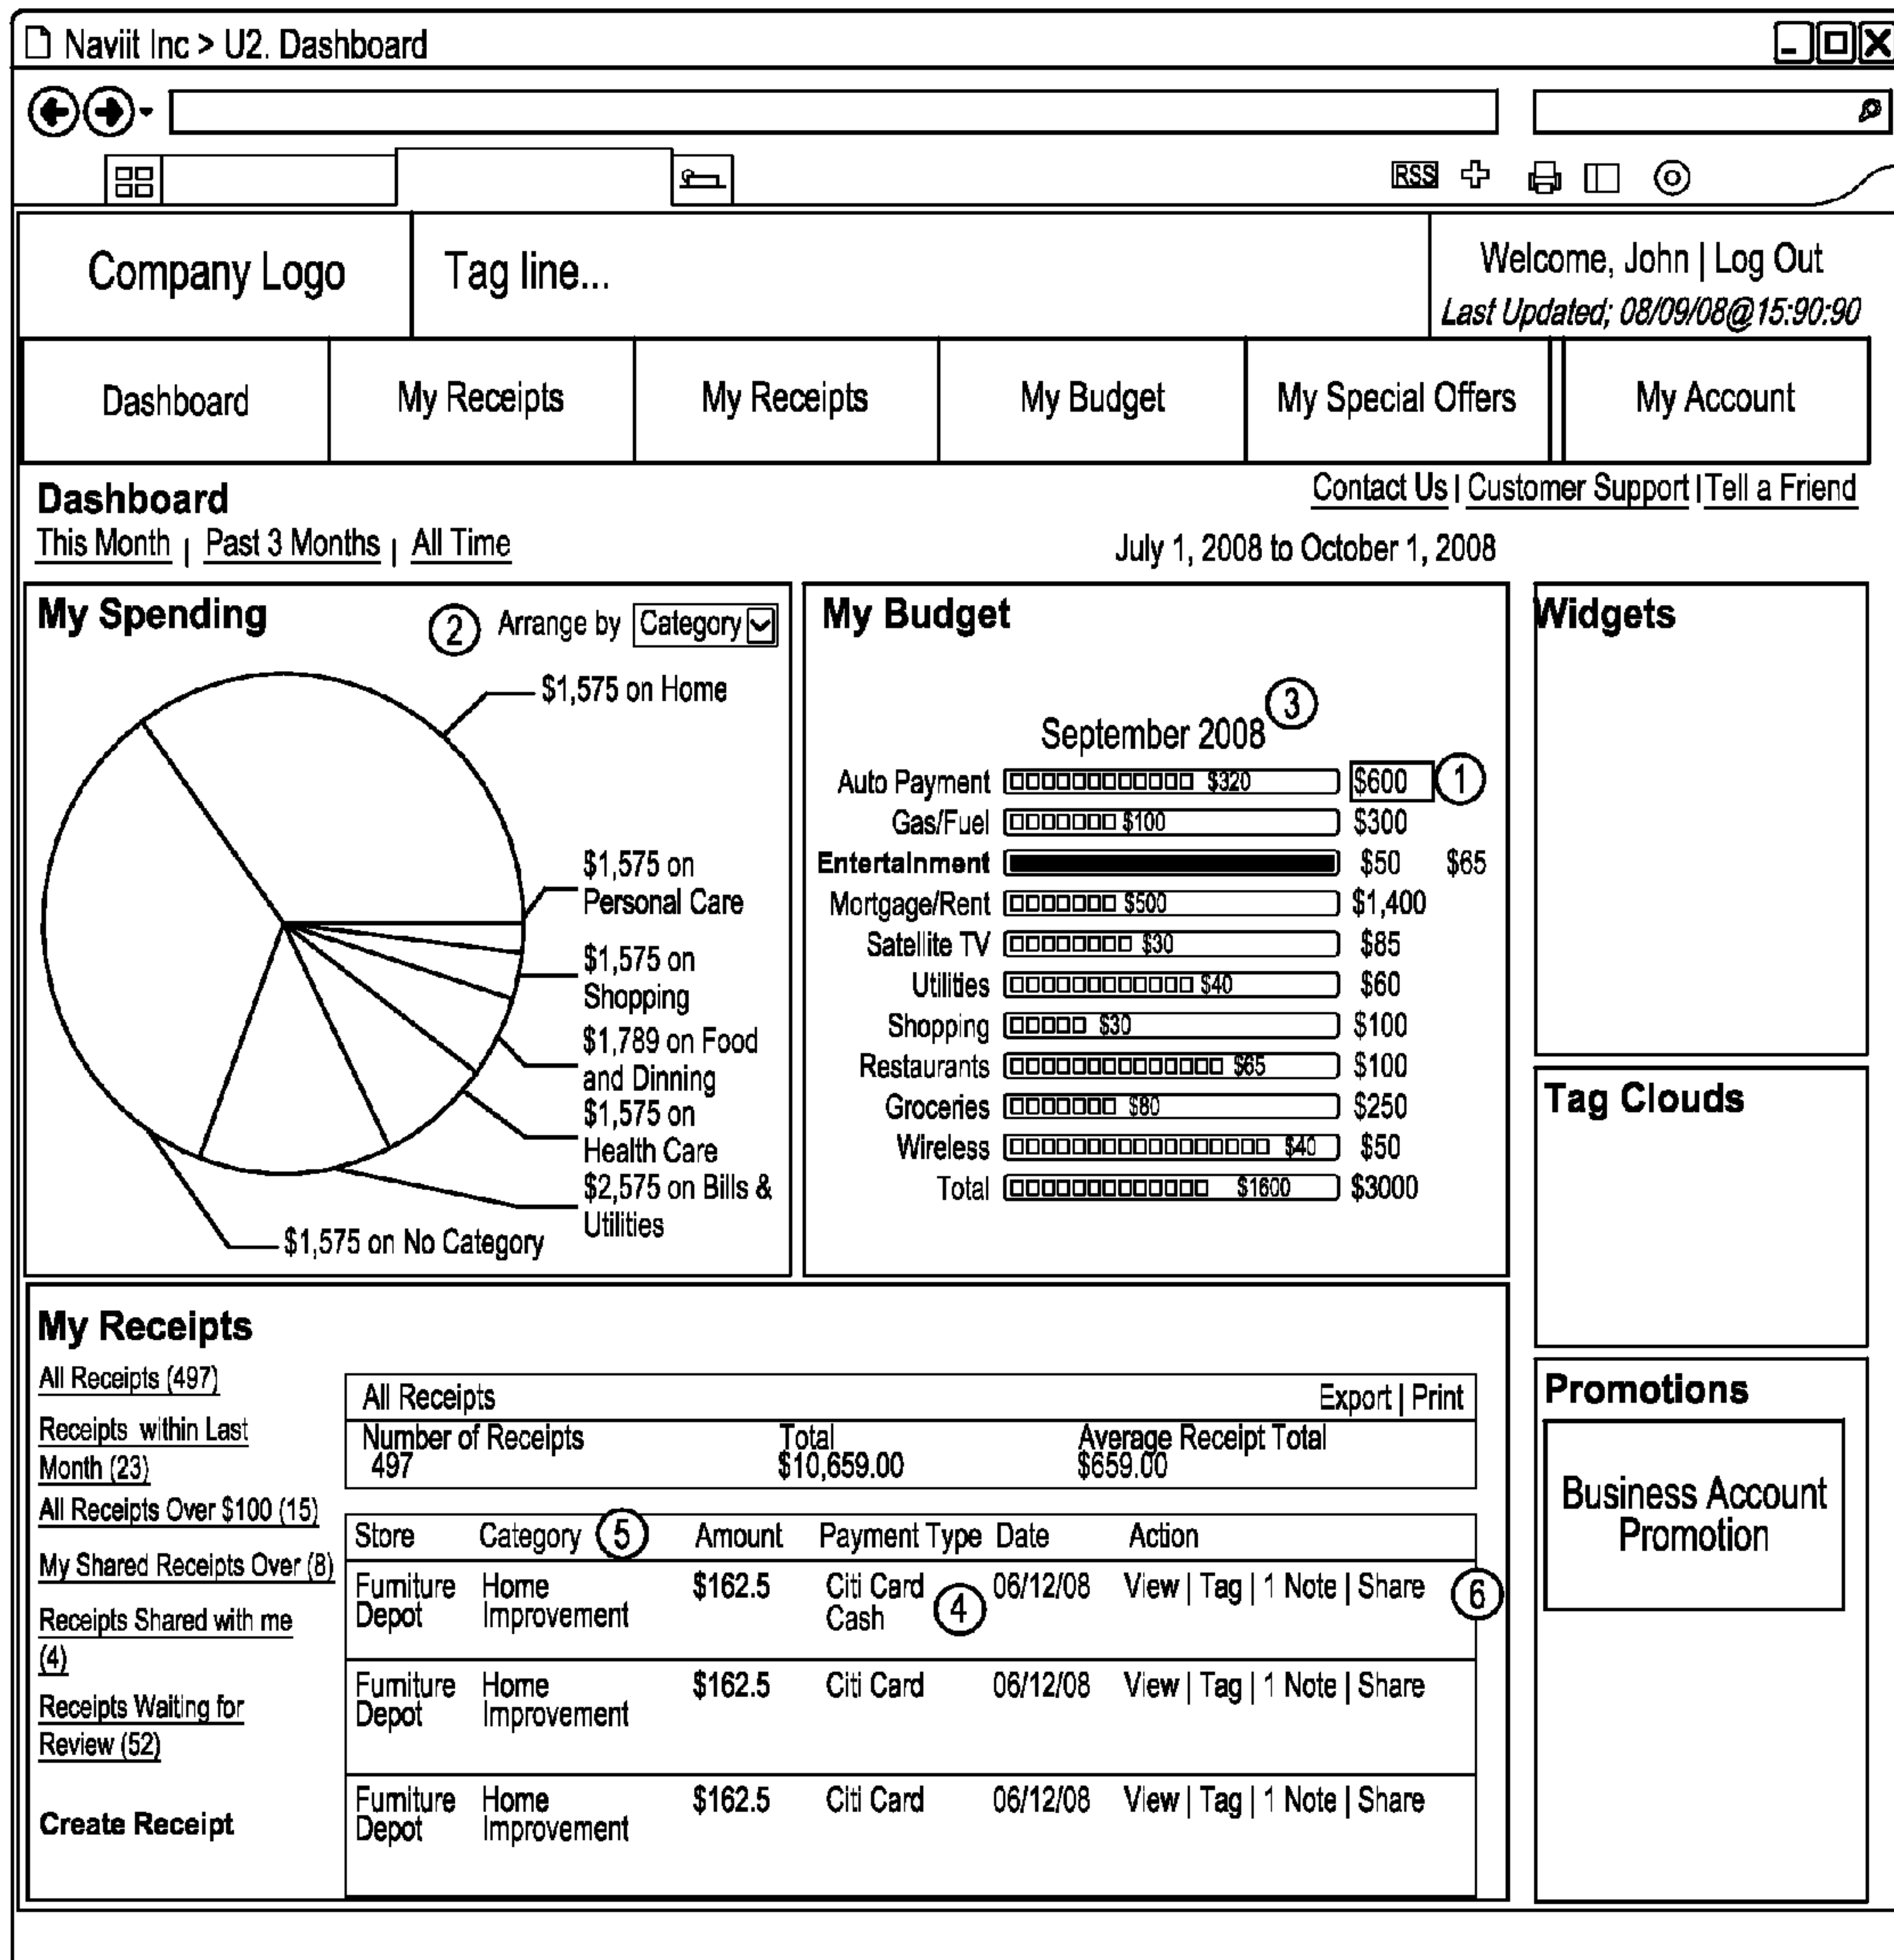 Naviit Inc > U2. Dashboard
RSS
Company Logo
Tag line...
Welcome, John | Log Out
Last Updated; 08/09/08@15:90:90
Dashboard
My Receipts
My Receipts
My Budget
My Special Offers
My Account
Dashboard
Contact Us | Customer Support | Tell a Friend
This Month | Past 3 Months | All Time
July 1, 2008 to October 1, 2008
My Spending
2
Arrange by Category
$1,575 on Home
$1,575 on
Personal Care
$1,575 on
Shopping
$1,789 on Food
and Dinning
$1,575 on
Health Care
$2,575 on Bills &
Utilities
$1,575 on No Category
My Budget
3
September 2008
Auto Payment $320 $600 1
Gas/Fuel $100 $300
Entertainment $50 $65
Mortgage/Rent $500 $1,400
Satellite TV $30 $85
Utilities $40 $60
Shopping $30 $100
Restaurants $65 $100
Groceries $80 $250
Wireless $40 $50
Total $1600 $3000
Widgets
Tag Clouds
Promotions
Business Account
Promotion
My Receipts
All Receipts (497)
Receipts within Last
Month (23)
All Receipts Over $100 (15)
My Shared Receipts Over (8)
Receipts Shared with me
(4)
Receipts Waiting for
Review (52)
Create Receipt
All Receipts Export | Print
Number of Receipts Total Average Receipt Total
497 $10,659.00 $659.00
Store Category 5 Amount Payment Type Date Action
Furniture Home $162.5 Citi Card 06/12/08 View | Tag | 1 Note | Share 6
Depot Improvement Cash 4
Furniture Home $162.5 Citi Card 06/12/08 View | Tag | 1 Note | Share
Depot Improvement
Furniture Home $162.5 Citi Card 06/12/08 View | Tag | 1 Note | Share
Depot Improvement